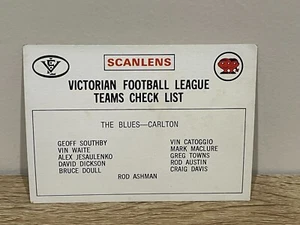 SCANLENS
VICTORIAN FOOTBALL LEAGUE
TEAMS CHECK LIST
THE BLUES—CARLTON
GEOFF SOUTHBY
VIN WAITE
ALEX JESAULENKO
DAVID DICKSON
BRUCE DOULL
VIN CATOGGIO
MARK MACLURE
GREG TOWNS
ROD AUSTIN
CRAIG DAVIS
ROD ASHMAN